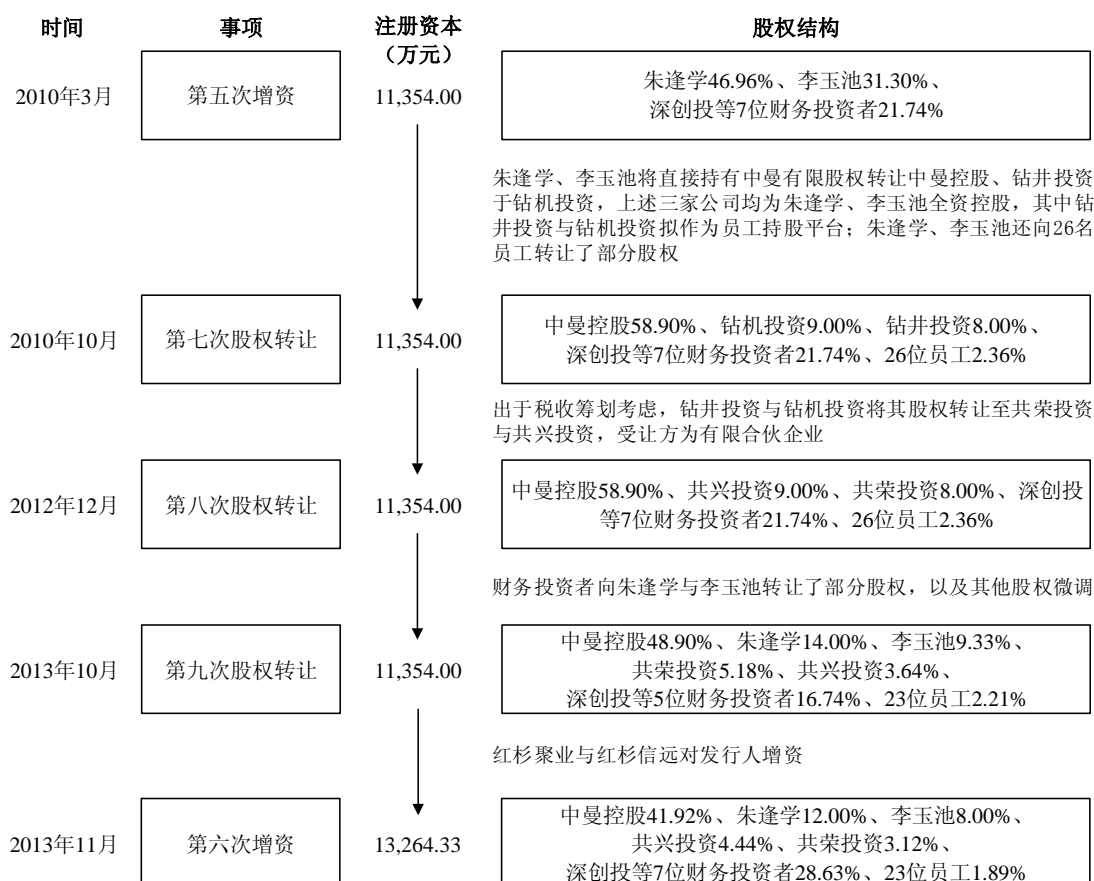 时间 事项 注册资本 股权结构
（万元）
2010年3月 第五次增资 11,354.00 朱逢学46.96%、李玉池31.30%、
深创投等7位财务投资者21.74%
朱逢学、李玉池将直接持有中曼有限股权转让中曼控股、钻井投资
于钻机投资，上述三家公司均为朱逢学、李玉池全资控股，其中钻
井投资与钻机投资拟作为员工持股平台；朱逢学、李玉池还向26名
员工转让了部分股权
2010年10月 第七次股权转让 11,354.00 中曼控股58.90%、钻机投资9.00%、钻井投资8.00%、
深创投等7位财务投资者21.74%、26位员工2.36%
出于税收筹划考虑，钻井投资与钻机投资将其股权转让至共荣投资
与共兴投资，受让方为有限合伙企业
2012年12月 第八次股权转让 11,354.00 中曼控股58.90%、共兴投资9.00%、共荣投资8.00%、深创投
等7位财务投资者21.74%、26位员工2.36%
财务投资者向朱逢学与李玉池转让了部分股权，以及其他股权微调
2013年10月 第九次股权转让 11,354.00 中曼控股48.90%、朱逢学14.00%、李玉池9.33%、
共荣投资5.18%、共兴投资3.64%、
深创投等5位财务投资者16.74%、23位员工2.21%
红杉聚业与红杉信远对发行人增资
2013年11月 第六次增资 13,264.33 中曼控股41.92%、朱逢学12.00%、李玉池8.00%、
共兴投资4.44%、共荣投资3.12%、
深创投等7位财务投资者28.63%、23位员工1.89%